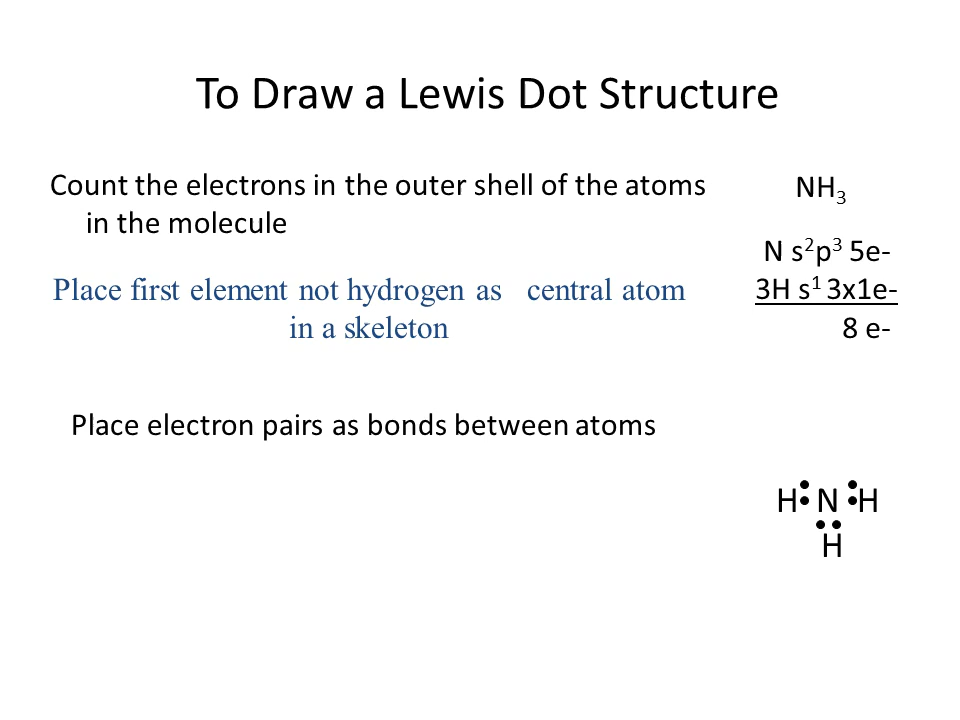 To Draw a Lewis Dot Structure
Count the electrons in the outer shell of the atoms
in the molecule
NH₃
N s²p³ 5e-
3H s¹ 3x1e-
8 e-
Place first element not hydrogen as central atom
in a skeleton
Place electron pairs as bonds between atoms
H N H
H